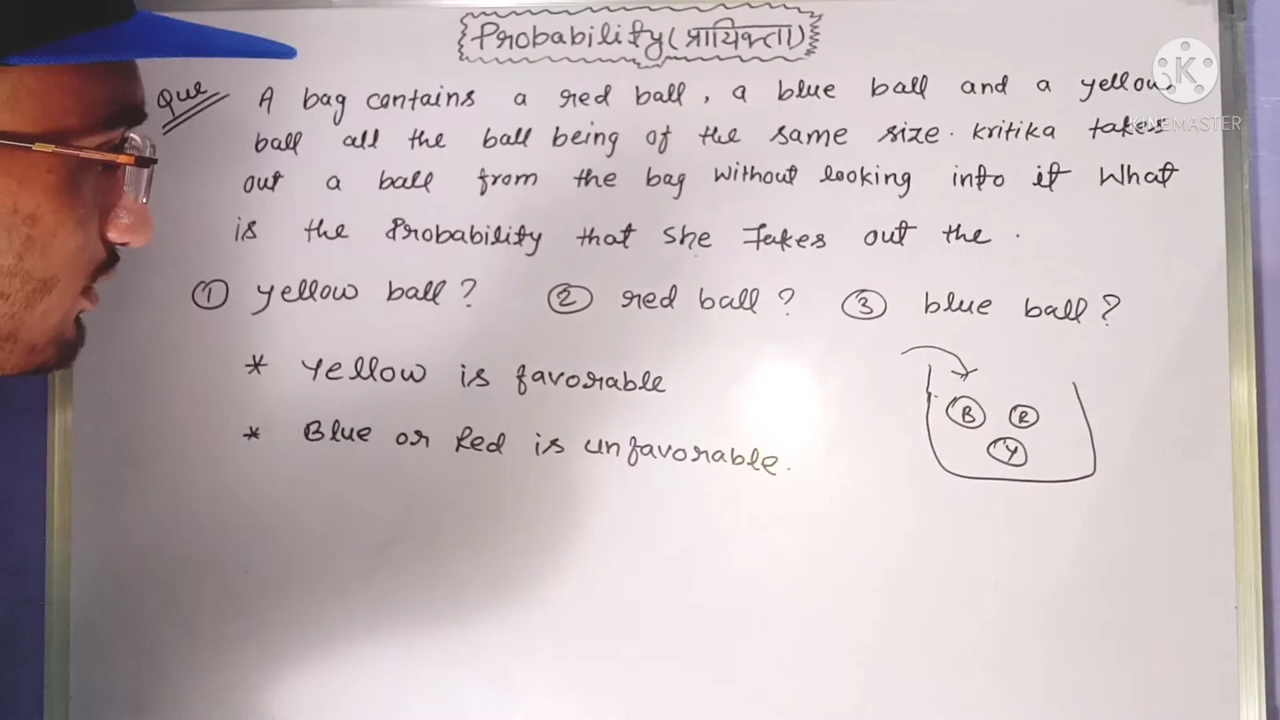 Probability (प्रायिकता)
Que A bag contains a red ball, a blue ball and a yellow
ball all the ball being of the same size. Kritika takes
out a ball from the bag without looking into it What
is the Probability that She Takes out the .
① yellow ball? ② red ball? ③ blue ball?
* Yellow is favorable
* Blue or Red is unfavorable.
B R
Y
K
KINEMASTER